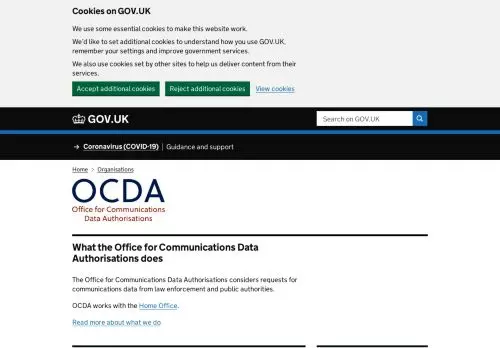 Cookies on GOV.UK
We use some essential cookies to make this website work.
We'd like to set additional cookies to understand how you use GOV.UK,
remember your settings and improve government services.
We also use cookies set by other sites to help us deliver content from their
services.
Accept additional cookies Reject additional cookies View cookies
GOV.UK Search on GOV.UK
→ Coronavirus (COVID-19) Guidance and support
Home > Organisations
OCDA
Office for Communications
Data Authorisations
What the Office for Communications Data
Authorisations does
The Office for Communications Data Authorisations considers requests for
communications data from law enforcement and public authorities.
OCDA works with the Home Office.
Read more about what we do